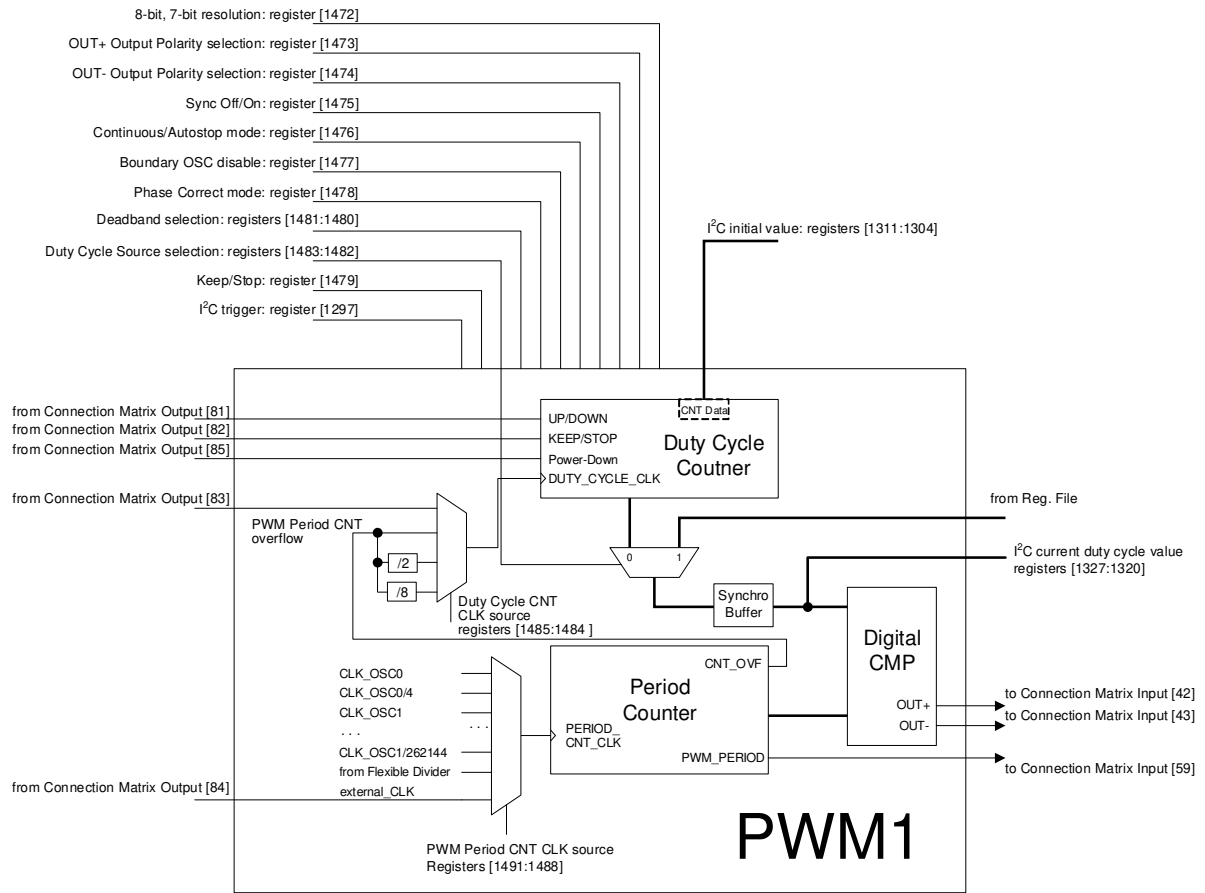 8-bit, 7-bit resolution: register [1472]
OUT+ Output Polarity selection: register [1473]
OUT- Output Polarity selection: register [1474]
Sync Off/On: register [1475]
Continuous/Autostop mode: register [1476]
Boundary OSC disable: register [1477]
Phase Correct mode: register [1478]
Deadband selection: registers [1481:1480]
Duty Cycle Source selection: registers [1483:1482]
Keep/Stop: register [1479]
I²C trigger: register [1297]
I²C initial value: registers [1311:1304]
from Connection Matrix Output [81]
from Connection Matrix Output [82]
from Connection Matrix Output [85]
CNT Data
UP/DOWN
KEEP/STOP
Power-Down
DUTY_CYCLE_CLK
Duty Cycle
Coutner
from Connection Matrix Output [83]
from Reg. File
PWM Period CNT
overflow
/2
/8
0
1
I²C current duty cycle value
registers [1327:1320]
Synchro
Buffer
Duty Cycle CNT
CLK source
registers [1485:1484 ]
Digital
CMP
OUT+
OUT-
CNT_OVF
Period
Counter
PERIOD_
CNT_CLK
PWM_PERIOD
CLK_OSC0
CLK_OSC0/4
CLK_OSC1
. . .
. . .
CLK_OSC1/262144
from Flexible Divider
external_CLK
to Connection Matrix Input [42]
to Connection Matrix Input [43]
to Connection Matrix Input [59]
from Connection Matrix Output [84]
PWM Period CNT CLK source
Registers [1491:1488]
PWM1